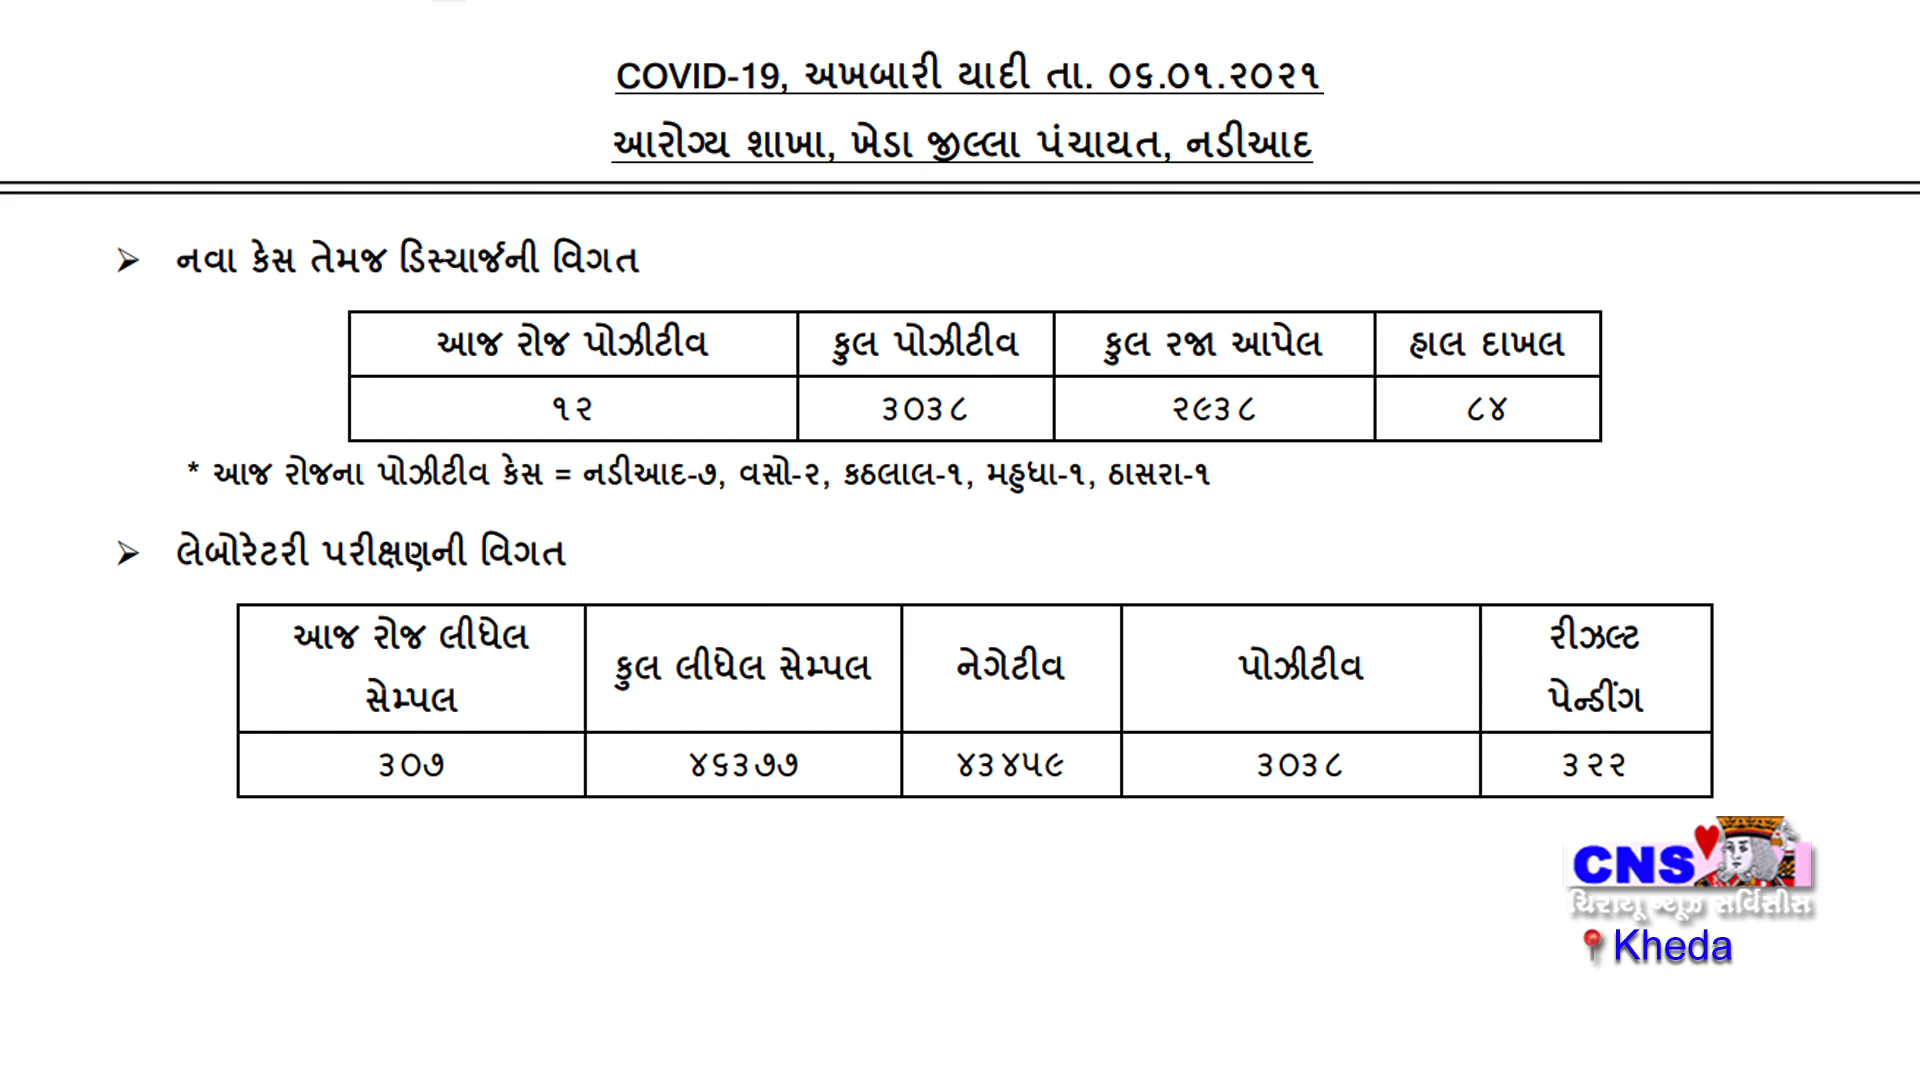 COVID-19, અખબારી યાદી તા. ૦૬.૦૧.૨૦૨૧
આરોગ્ય શાખા, ખેડા જીલ્લા પંચાયત, નડીઆદ
➢ નવા કેસ તેમજ ડિસ્ચાર્જની વિગત
આજ રોજ પોઝીટીવ કુલ પોઝીટીવ કુલ રજા આપેલ હાલ દાખલ
૧૨ ૩૦૩૮ ૨૯૩૮ ૮૪
* આજ રોજના પોઝીટીવ કેસ = નડીઆદ-૭, વસો-૨, કઠલાલ-૧, મહુધા-૧, ઠાસરા-૧
➢ લેબોરેટરી પરીક્ષણની વિગત
આજ રોજ લીધેલ સેમ્પલ કુલ લીધેલ સેમ્પલ નેગેટીવ પોઝીટીવ રીઝલ્ટ પેન્ડીંગ
૩૦૭ ૪૬૩૭૭ ૪૩૪૫૯ ૩૦૩૮ ૩૨૨
CNS
ચિરાયૂ ન્યૂઝ સર્વિસીસ
Kheda